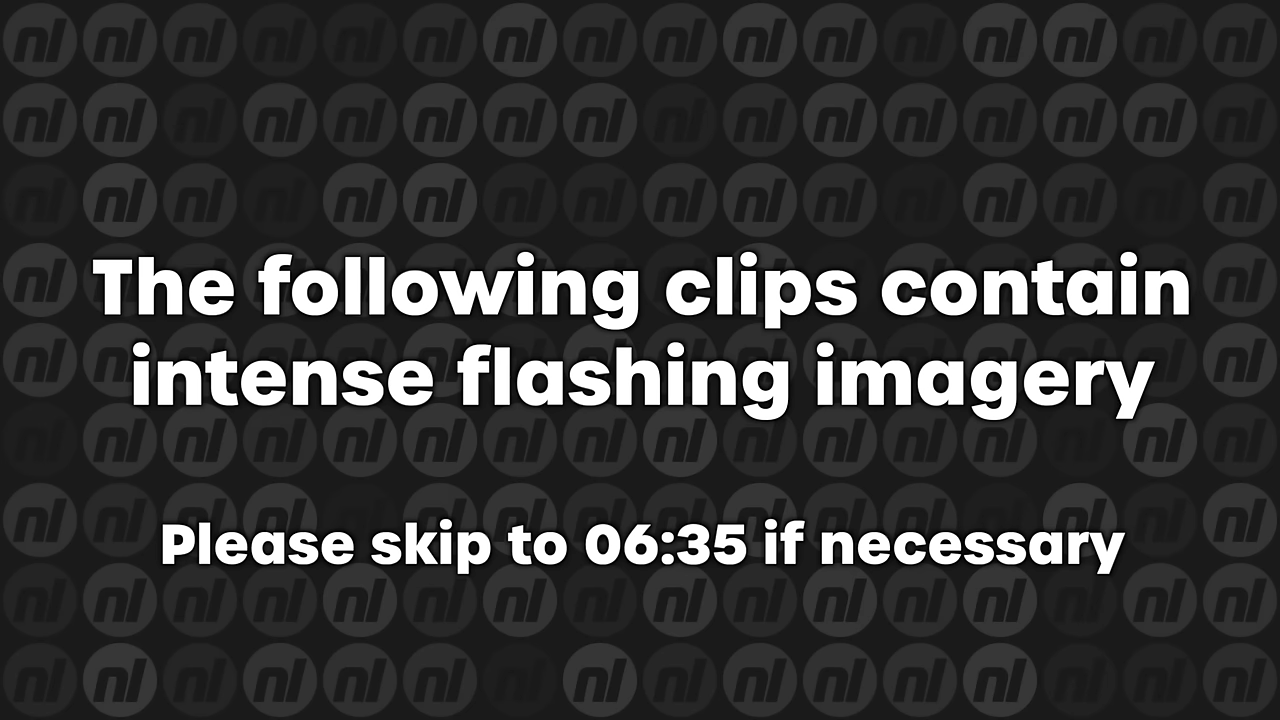 The following clips contain
intense flashing imagery
Please skip to 06:35 if necessary